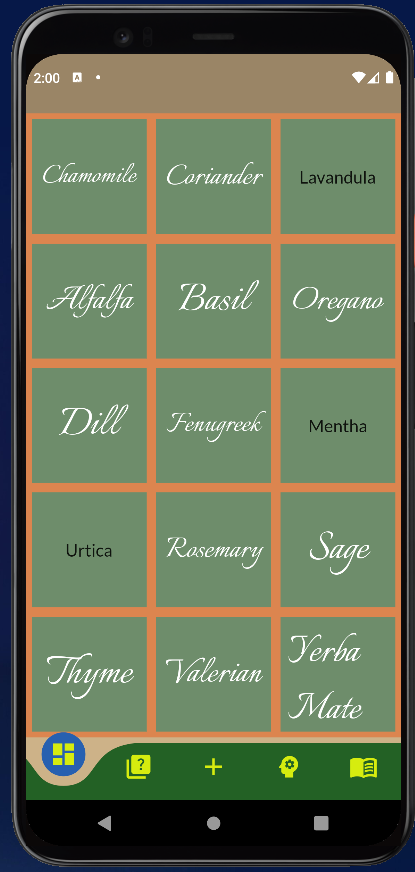 2:00 A
Chamomile Coriander Lavandula
Alfalfa Basil Oregano
Dill Fenugreek Mentha
Urtica Rosemary Sage
Thyme Valerian Yerba
Mate
?